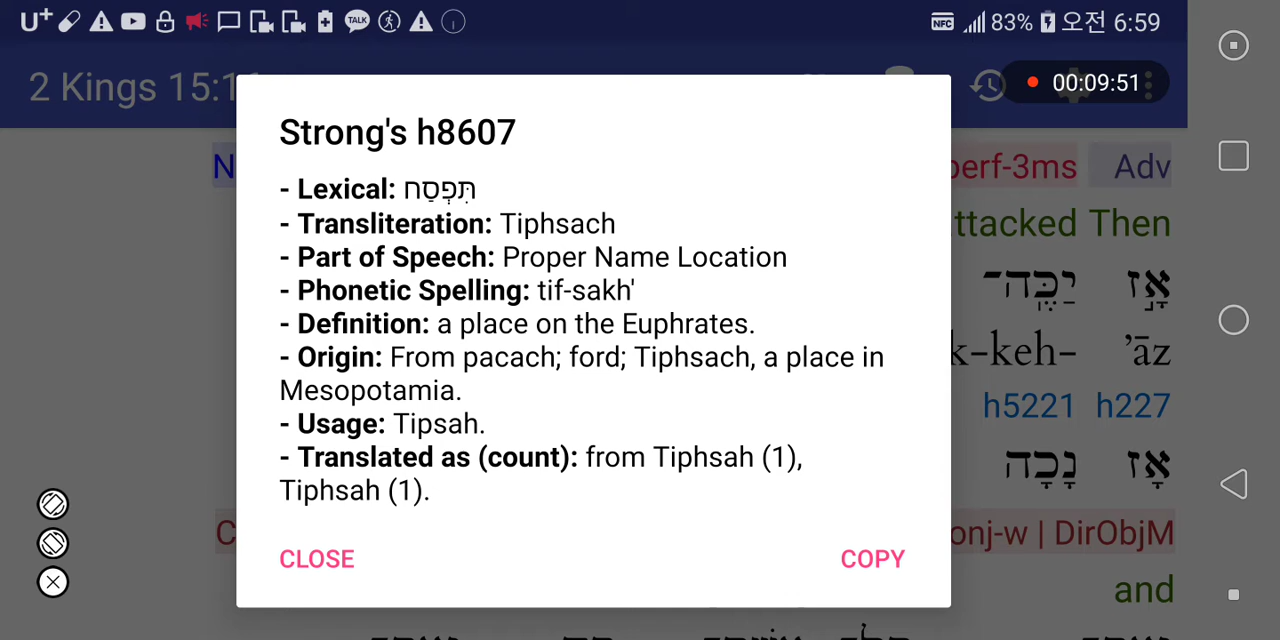 U+ TALK NFC 83% 오전 6:59
2 Kings 15:1
00:09:51
Strong's h8607
- Lexical: תִּפְסַח
- Transliteration: Tiphsach
- Part of Speech: Proper Name Location
- Phonetic Spelling: tif-sakh'
- Definition: a place on the Euphrates.
- Origin: From pacach; ford; Tiphsach, a place in
Mesopotamia.
- Usage: Tipsah.
- Translated as (count): from Tiphsah (1),
Tiphsah (1).
CLOSE COPY
N perf-3ms Adv
ttacked Then
אָ֣ז יַכֶּֽה־
k-keh- ’āz
h5221 h227
אָז נָכָה
C onj-w | DirObjM
and